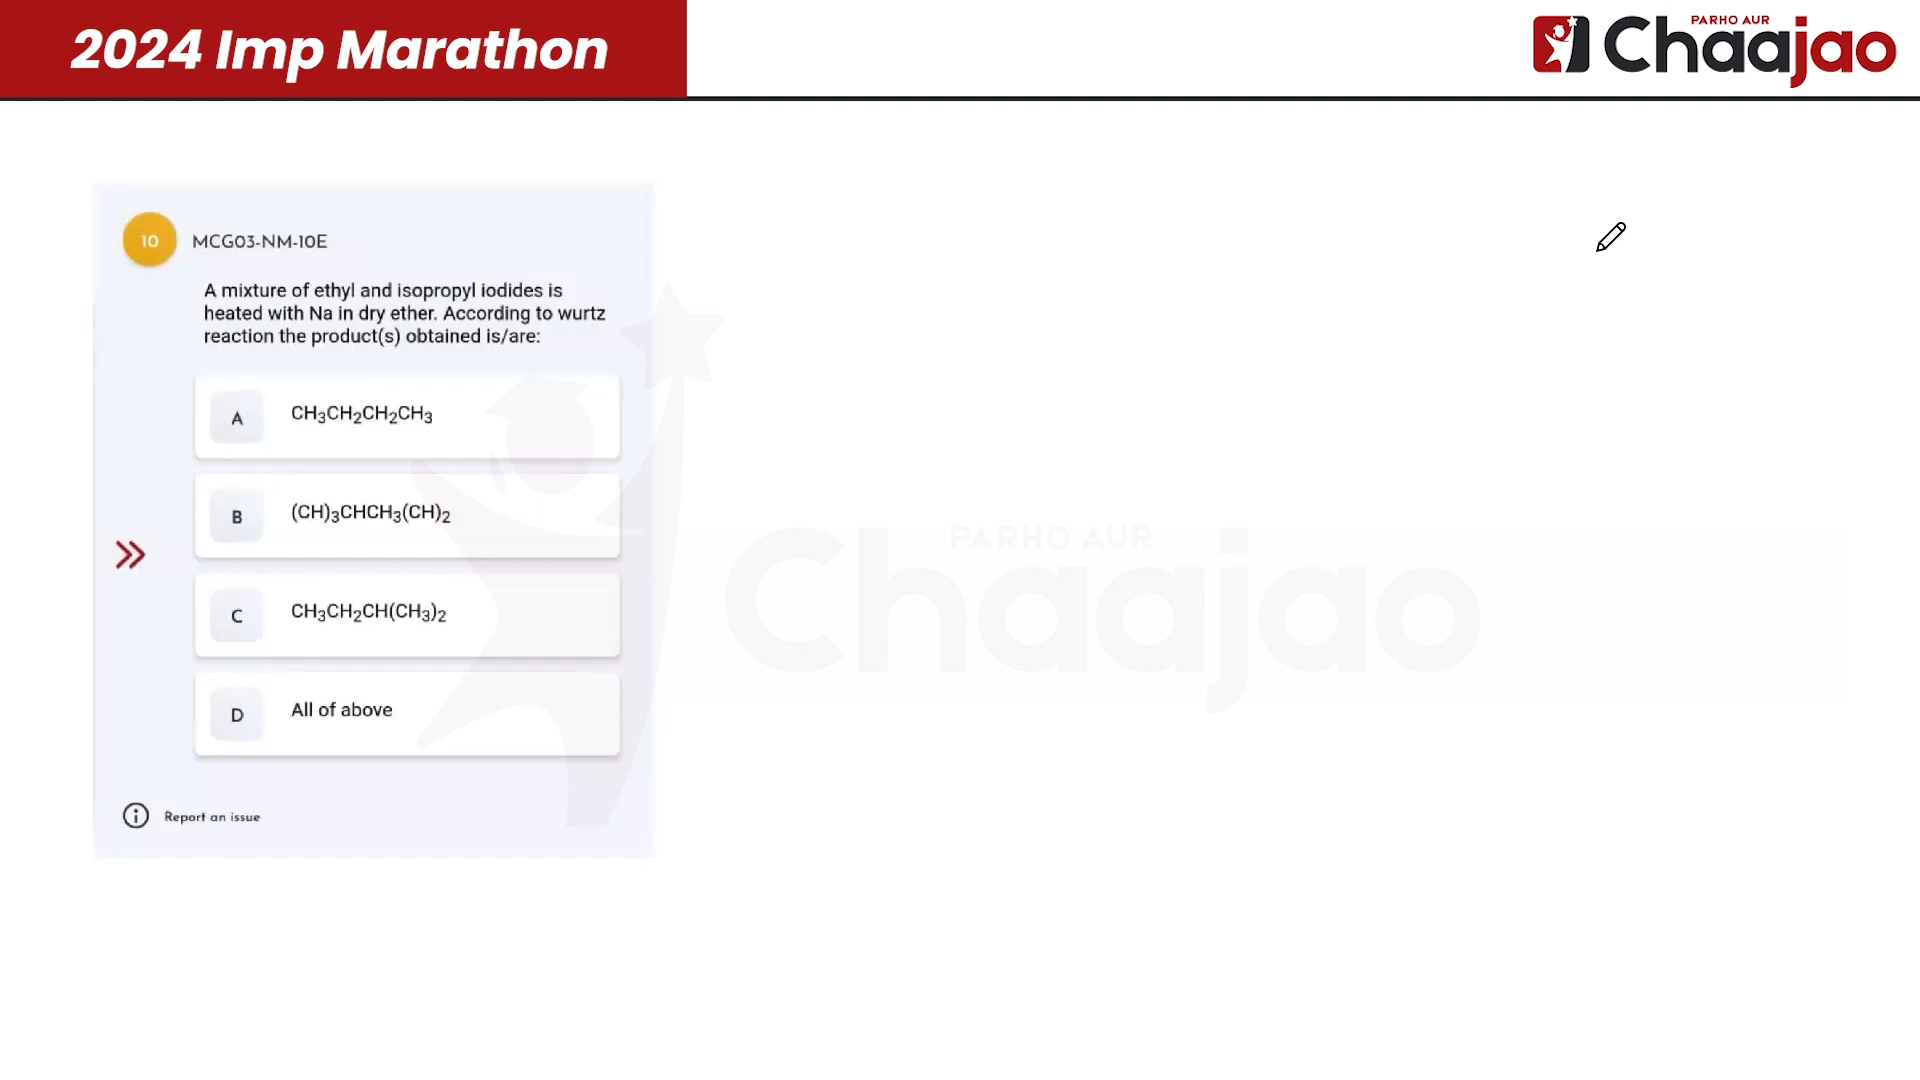 2024 Imp Marathon
PARHO AUR
Chaajao
10
MCG03-NM-10E
A mixture of ethyl and isopropyl iodides is
heated with Na in dry ether. According to wurtz
reaction the product(s) obtained is/are:
A
CH₃CH₂CH₂CH₃
B
(CH)₃CHCH₃(CH)₂
C
CH₃CH₂CH(CH₃)₂
D
All of above
Report an issue
PARHO AUR
Chaajao